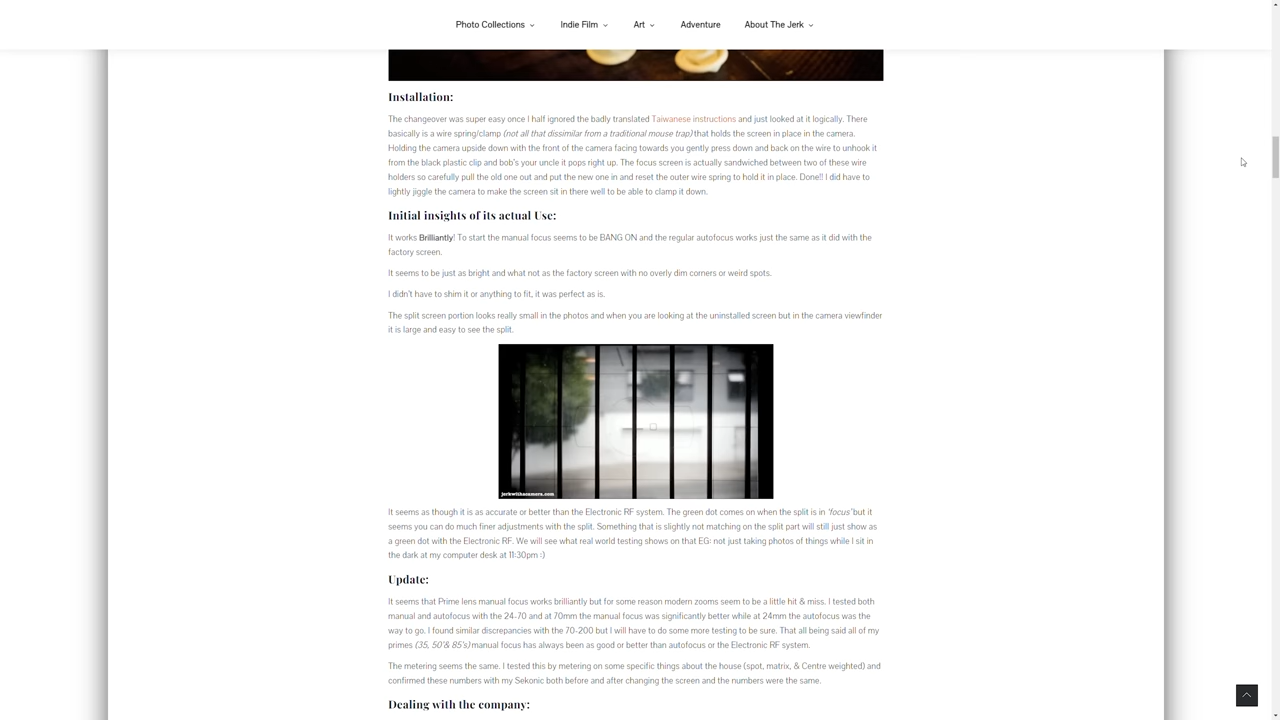 Photo Collections
Indie Film
Art
Adventure
About The Jerk
Installation:
The changeover was super easy once I half ignored the badly translated Taiwanese instructions and just looked at it logically. There
basically is a wire spring/clamp (not all that dissimilar from a traditional mouse trap) that holds the screen in place in the camera.
Holding the camera upside down with the front of the camera facing towards you gently press down and back on the wire to unhook it
from the black plastic clip and bob's your uncle it pops right up. The focus screen is actually sandwiched between two of these wire
holders so carefully pull the old one out and put the new one in and reset the outer wire spring to hold it in place. Done!! I did have to
lightly jiggle the camera to make the screen sit in there well to be able to clamp it down.
Initial insights of its actual Use:
It works Brilliantly! To start the manual focus seems to be BANG ON and the regular autofocus works just the same as it did with the
factory screen.
It seems to be just as bright and what not as the factory screen with no overly dim corners or weird spots.
I didn't have to shim it or anything to fit, it was perfect as is.
The split screen portion looks really small in the photos and when you are looking at the uninstalled screen but in the camera viewfinder
it is large and easy to see the split.
jerkwithacamera.com
It seems as though it is as accurate or better than the Electronic RF system. The green dot comes on when the split is in 'focus' but it
seems you can do much finer adjustments with the split. Something that is slightly not matching on the split part will still just show as
a green dot with the Electronic RF. We will see what real world testing shows on that EG: not just taking photos of things while I sit in
the dark at my computer desk at 11:30pm :)
Update:
It seems that Prime lens manual focus works brilliantly but for some reason modern zooms seem to be a little hit & miss. I tested both
manual and autofocus with the 24-70 and at 70mm the manual focus was significantly better while at 24mm the autofocus was the
way to go. I found similar discrepancies with the 70-200 but I will have to do some more testing to be sure. That all being said all of my
primes (35, 50's& 85's) manual focus has always been as good or better than autofocus or the Electronic RF system.
The metering seems the same. I tested this by metering on some specific things about the house (spot, matrix, & Centre weighted) and
confirmed these numbers with my Sekonic both before and after changing the screen and the numbers were the same.
Dealing with the company: